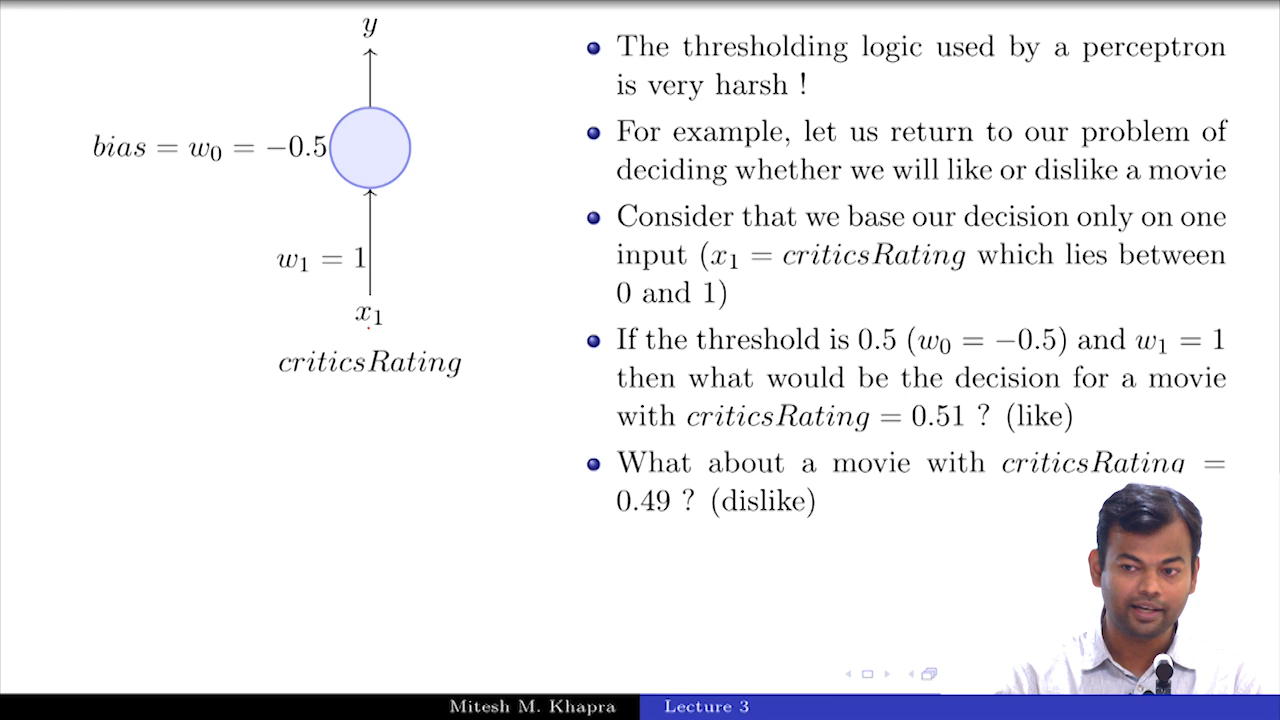 y
bias = w₀ = −0.5
w₁ = 1
x₁
criticsRating
The thresholding logic used by a perceptron
is very harsh !
For example, let us return to our problem of
deciding whether we will like or dislike a movie
Consider that we base our decision only on one
input (x₁ = criticsRating which lies between
0 and 1)
If the threshold is 0.5 (w₀ = −0.5) and w₁ = 1
then what would be the decision for a movie
with criticsRating = 0.51 ? (like)
What about a movie with criticsRating =
0.49 ? (dislike)
Mitesh M. Khapra
Lecture 3